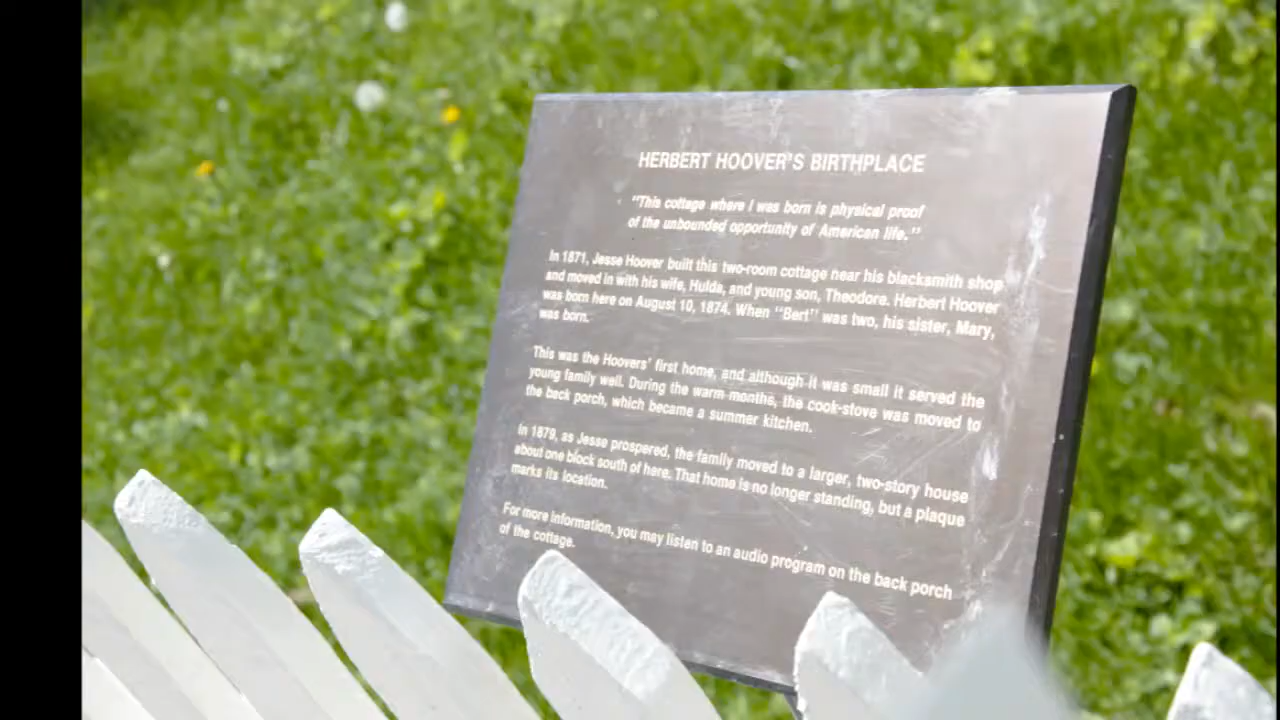 HERBERT HOOVER'S BIRTHPLACE
"This cottage where I was born is physical proof
of the unbounded opportunity of American life."
In 1871, Jesse Hoover built this two-room cottage near his blacksmith shop
and moved in with his wife, Hulda, and young son, Theodore. Herbert Hoover
was born here on August 10, 1874. When "Bert" was two, his sister, Mary,
was born.
This was the Hoovers' first home, and although it was small it served the
young family well. During the warm months, the cook-stove was moved to
the back porch, which became a summer kitchen.
In 1879, as Jesse prospered, the family moved to a larger, two-story house
about one block south of here. That home is no longer standing, but a plaque
marks its location.
For more information, you may listen to an audio program on the back porch
of the cottage.